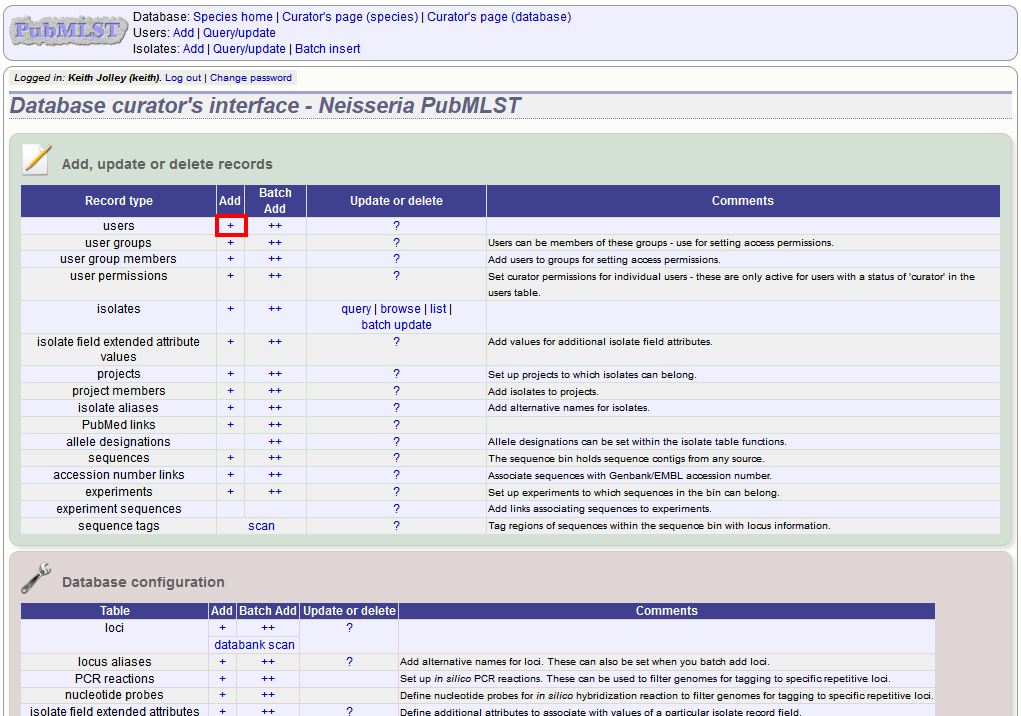 PubMLST
Database: Species home | Curator's page (species) | Curator's page (database)
Users: Add | Query/update
Isolates: Add | Query/update | Batch insert
Logged in: Keith Jolley (keith). Log out | Change password
Database curator's interface - Neisseria PubMLST
Add, update or delete records
Record type Add Batch Add Update or delete Comments
users + ++ ?
user groups + ++ ? Users can be members of these groups - use for setting access permissions.
user group members + ++ ? Add users to groups for setting access permissions.
user permissions + ++ ? Set curator permissions for individual users - these are only active for users with a status of 'curator' in the
users table.
isolates + ++ query | browse | list |
batch update
isolate field extended attribute + ++ ? Add values for additional isolate field attributes.
values
projects + ++ ? Set up projects to which isolates can belong.
project members + ++ ? Add isolates to projects.
isolate aliases + ++ ? Add alternative names for isolates.
PubMed links + ++ ?
allele designations ++ ? Allele designations can be set within the isolate table functions.
sequences + ++ ? The sequence bin holds sequence contigs from any source.
accession number links + ++ ? Associate sequences with Genbank/EMBL accession number.
experiments + ++ ? Set up experiments to which sequences in the bin can belong.
experiment sequences ? Add links associating sequences to experiments.
sequence tags scan ? Tag regions of sequences within the sequence bin with locus information.
Database configuration
Table Add Batch Add Update or delete Comments
loci + ++ ?
databank scan
locus aliases + ++ ? Add alternative names for loci. These can also be set when you batch add loci.
PCR reactions + ++ Set up in silico PCR reactions. These can be used to filter genomes for tagging to specific repetitive loci.
nucleotide probes + ++ Define nucleotide probes for in silico hybridization reaction to filter genomes for tagging to specific repetitive loci.
isolate field extended attributes + ++ ? Define additional attributes to associate with values of a particular isolate record field.